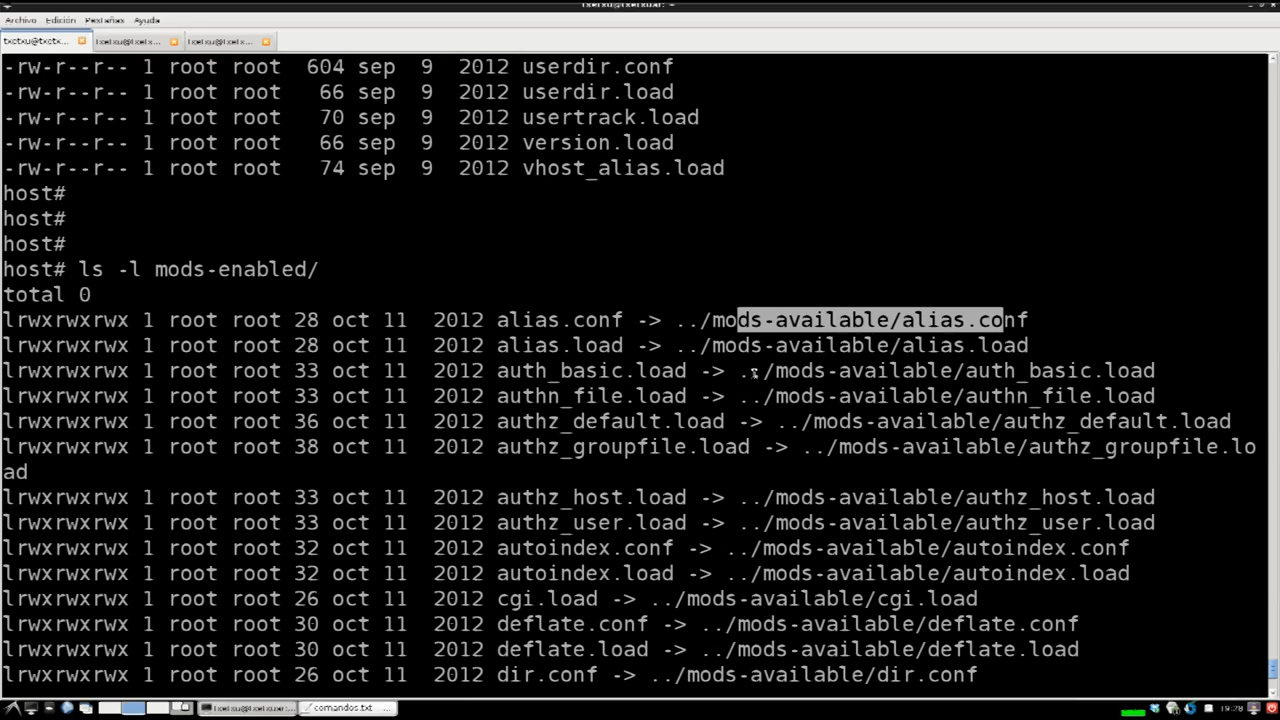 txetxu@txetxuar: ~
Archivo Edición Pestañas Ayuda
txetxu@txetx... txetxu@txetx... txetxu@txetx...
-rw-r--r-- 1 root root  604 sep  9  2012 userdir.conf
-rw-r--r-- 1 root root   66 sep  9  2012 userdir.load
-rw-r--r-- 1 root root   70 sep  9  2012 usertrack.load
-rw-r--r-- 1 root root   66 sep  9  2012 version.load
-rw-r--r-- 1 root root   74 sep  9  2012 vhost_alias.load
host#
host#
host#
host# ls -l mods-enabled/
total 0
lrwxrwxrwx 1 root root 28 oct 11  2012 alias.conf -> ../mods-available/alias.conf
lrwxrwxrwx 1 root root 28 oct 11  2012 alias.load -> ../mods-available/alias.load
lrwxrwxrwx 1 root root 33 oct 11  2012 auth_basic.load -> ../mods-available/auth_basic.load
lrwxrwxrwx 1 root root 33 oct 11  2012 authn_file.load -> ../mods-available/authn_file.load
lrwxrwxrwx 1 root root 36 oct 11  2012 authz_default.load -> ../mods-available/authz_default.load
lrwxrwxrwx 1 root root 38 oct 11  2012 authz_groupfile.load -> ../mods-available/authz_groupfile.lo
ad
lrwxrwxrwx 1 root root 33 oct 11  2012 authz_host.load -> ../mods-available/authz_host.load
lrwxrwxrwx 1 root root 33 oct 11  2012 authz_user.load -> ../mods-available/authz_user.load
lrwxrwxrwx 1 root root 32 oct 11  2012 autoindex.conf -> ../mods-available/autoindex.conf
lrwxrwxrwx 1 root root 32 oct 11  2012 autoindex.load -> ../mods-available/autoindex.load
lrwxrwxrwx 1 root root 26 oct 11  2012 cgi.load -> ../mods-available/cgi.load
lrwxrwxrwx 1 root root 30 oct 11  2012 deflate.conf -> ../mods-available/deflate.conf
lrwxrwxrwx 1 root root 30 oct 11  2012 deflate.load -> ../mods-available/deflate.load
lrwxrwxrwx 1 root root 26 oct 11  2012 dir.conf -> ../mods-available/dir.conf
txetxu@txetxuar: ... comandos.txt ... 19:28